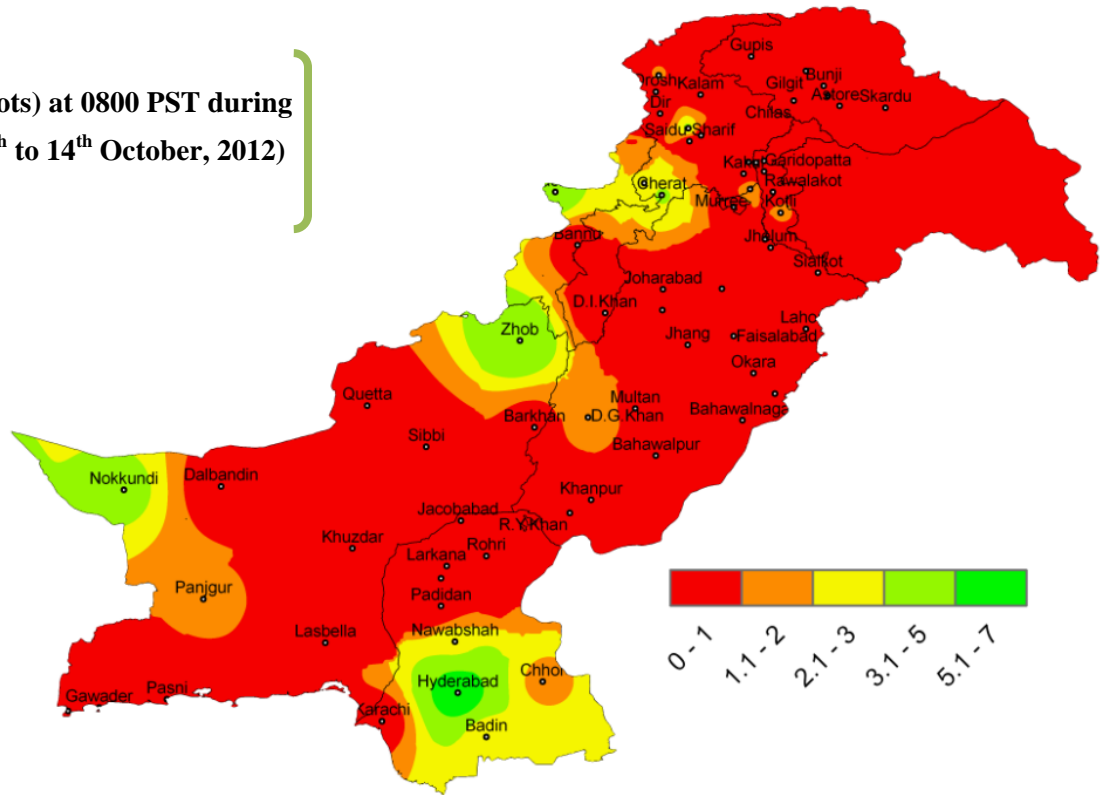 ots) at 0800 PST during
h to 14th October, 2012)
Gupis
Drosh Kalam
Gilgit
Bunji
Astore Skardu
Dir
Chilas
Saidu Sharif
Garidopatta
Cherat
Rawalakot
Murree
Kotli
Bannu
Jhelum
Sialkot
Joharabad
D.I.Khan
Zhob
Laho
Jhang
Faisalabad
Okara
Quetta
Multan
Barkhan
D.G.Khan
Bahawalnaga
Sibbi
Bahawalpur
Nokkundi
Dalbandin
Khanpur
Jacobabad
R.Y.Khan
Khuzdar
Rohri
Larkana
Panjgur
Padidan
Lasbella
Nawabshah
Hyderabad
Chhor
Gawader
Pasni
Karachi
Badin
0 - 1
1.1 - 2
2.1 - 3
3.1 - 5
5.1 - 7